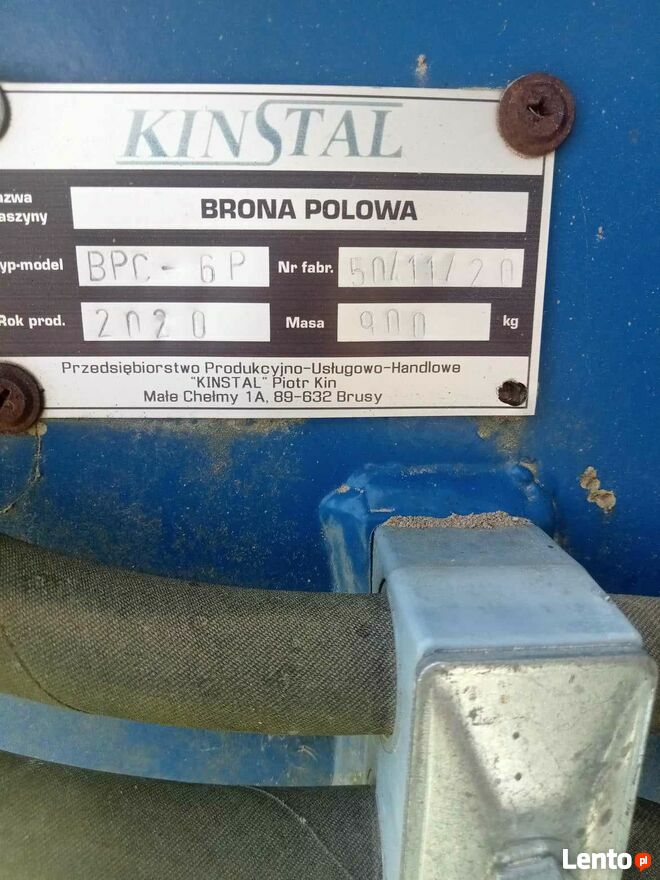 KINSTAL
azwa
aszyny
BRONA POLOWA
yp-model
BPC - 6P
Nr fabr.
50/11/20
Rok prod.
2020
Masa
900
kg
Przedsiębiorstwo Produkcyjno-Usługowo-Handlowe
"KINSTAL" Piotr Kin
Małe Chełmy 1A, 89-632 Brusy
Lento.pl